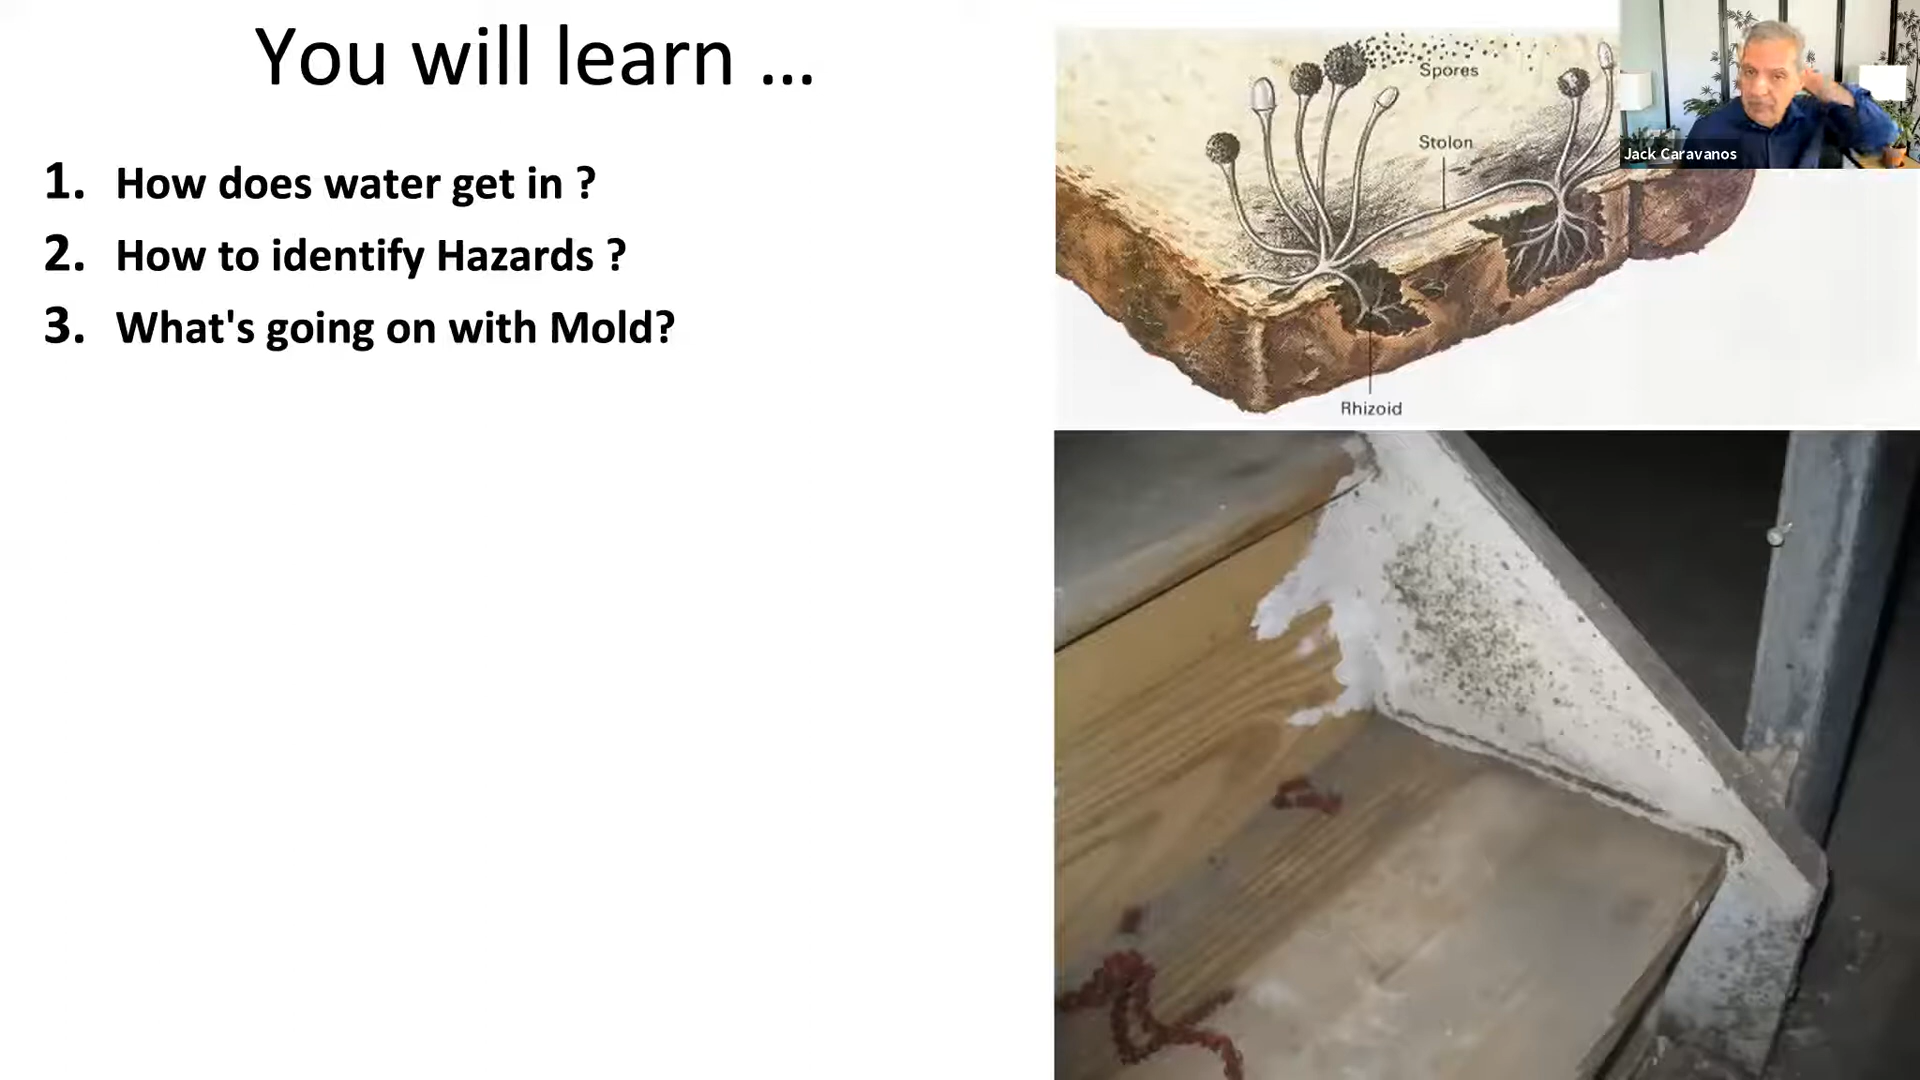 You will learn ...
1. How does water get in ?
2. How to identify Hazards ?
3. What's going on with Mold?
Spores
Stolon
Rhizoid
Jack Caravanos